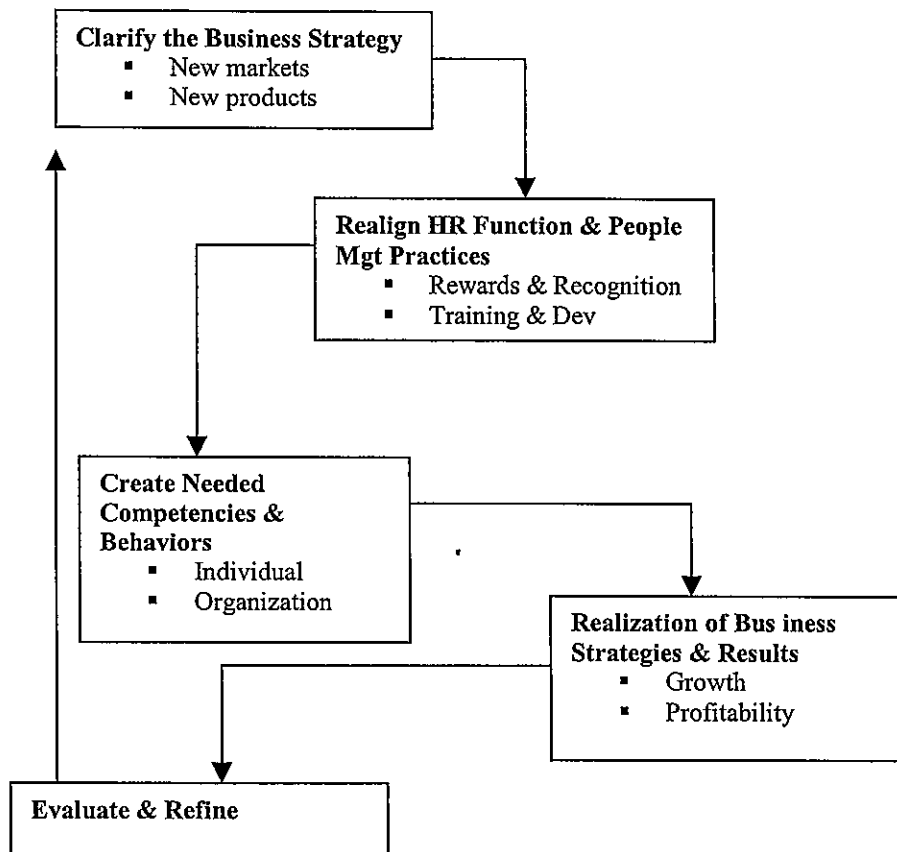 Clarify the Business Strategy
▪ New markets
▪ New products
Realign HR Function & People
Mgt Practices
▪ Rewards & Recognition
▪ Training & Dev
Create Needed
Competencies &
Behaviors
▪ Individual
▪ Organization
Realization of Bus iness
Strategies & Results
▪ Growth
▪ Profitability
Evaluate & Refine